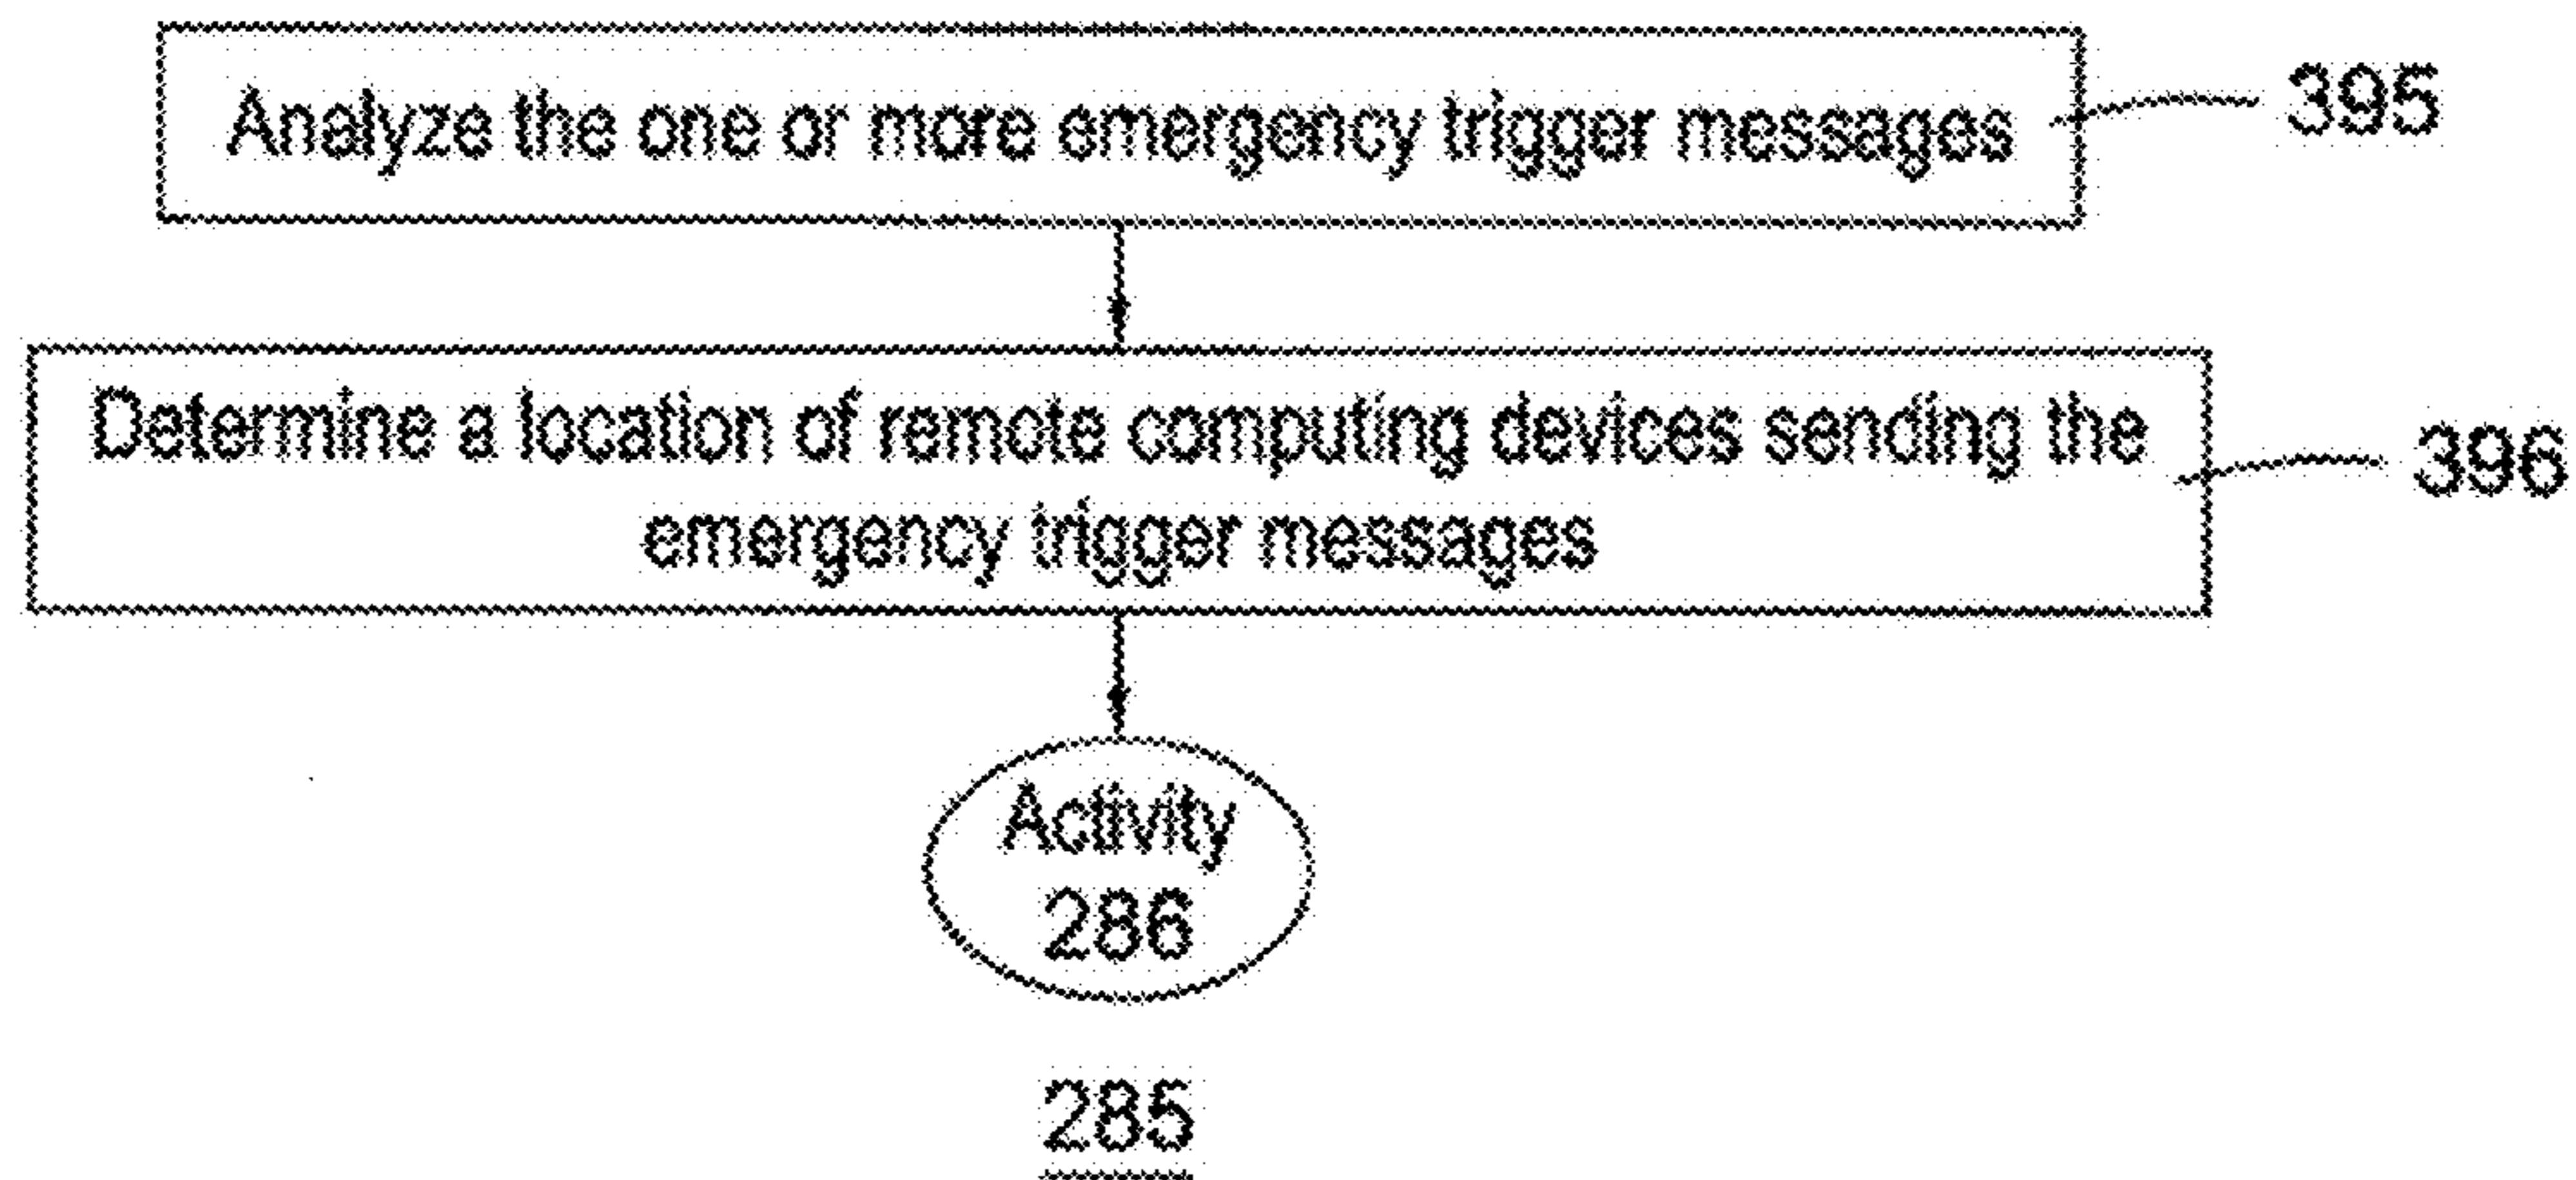 Analyze the one or more emergency trigger messages
395
Determine a location of remote computing devices sending the
emergency trigger messages
396
Activity
286
285